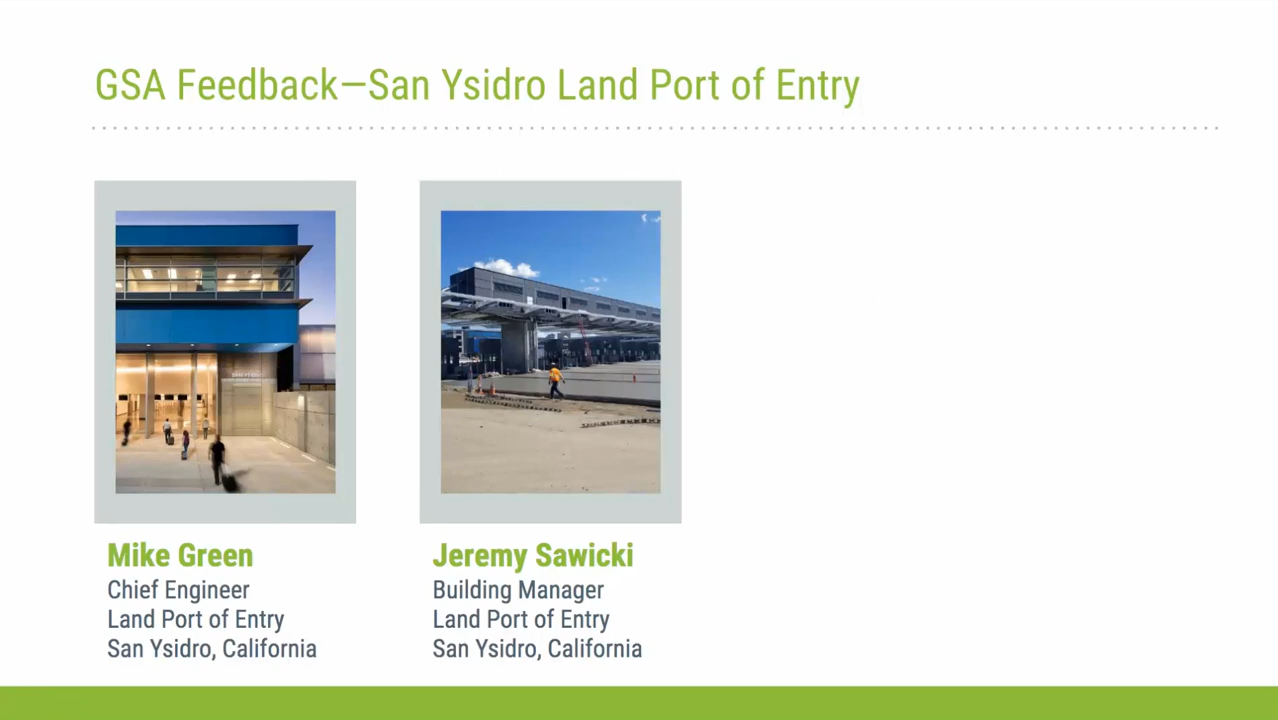 GSA Feedback—San Ysidro Land Port of Entry
Mike Green
Chief Engineer
Land Port of Entry
San Ysidro, California
Jeremy Sawicki
Building Manager
Land Port of Entry
San Ysidro, California